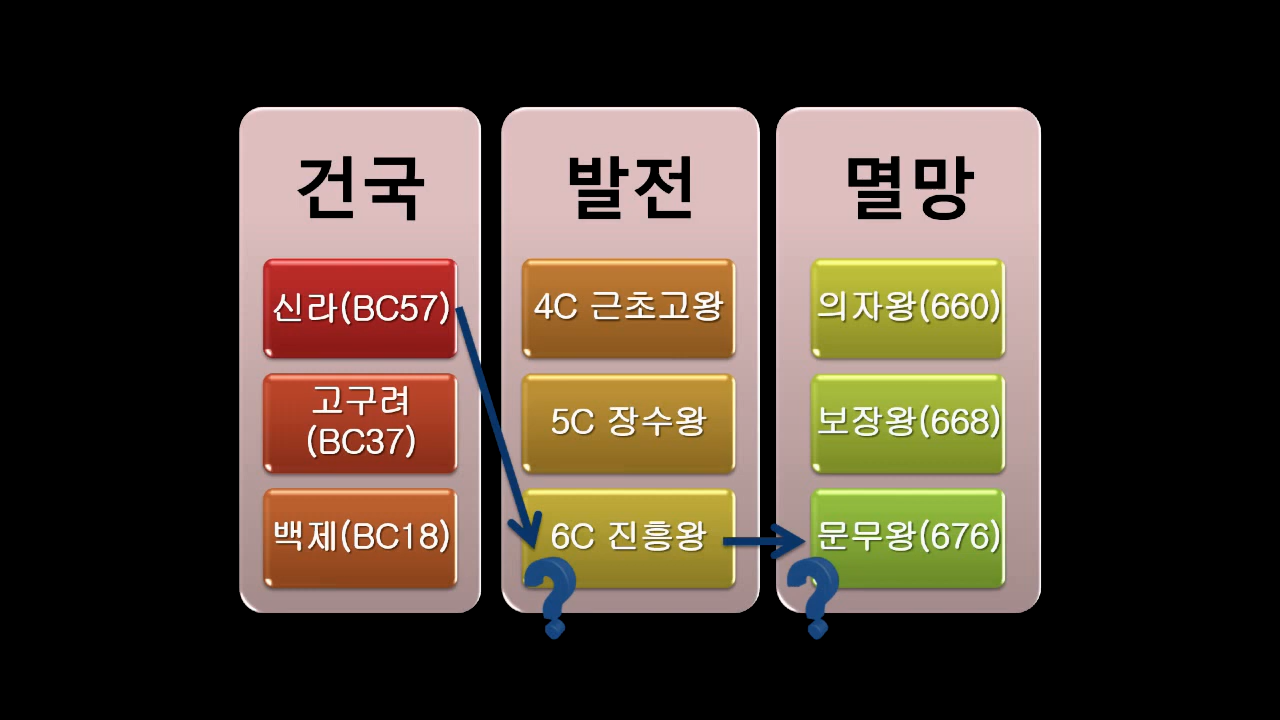 건국
신라(BC57)
고구려
(BC37)
백제(BC18)
발전
4C 근초고왕
5C 장수왕
6C 진흥왕
?
멸망
의자왕(660)
보장왕(668)
문무왕(676)
?